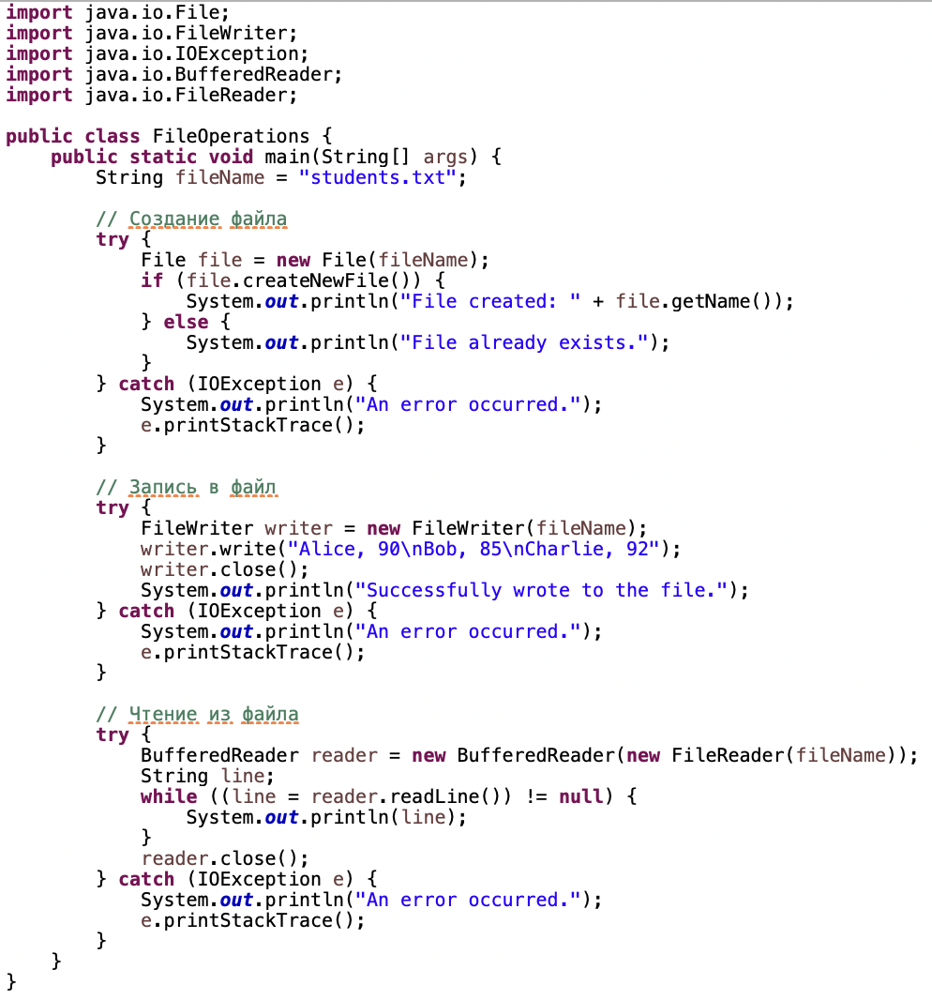 import java.io.File;
import java.io.FileWriter;
import java.io.IOException;
import java.io.BufferedReader;
import java.io.FileReader;

public class FileOperations {
    public static void main(String[] args) {
        String fileName = "students.txt";

        // Создание файла
        try {
            File file = new File(fileName);
            if (file.createNewFile()) {
                System.out.println("File created: " + file.getName());
            } else {
                System.out.println("File already exists.");
            }
        } catch (IOException e) {
            System.out.println("An error occurred.");
            e.printStackTrace();
        }

        // Запись в файл
        try {
            FileWriter writer = new FileWriter(fileName);
            writer.write("Alice, 90\nBob, 85\nCharlie, 92");
            writer.close();
            System.out.println("Successfully wrote to the file.");
        } catch (IOException e) {
            System.out.println("An error occurred.");
            e.printStackTrace();
        }

        // Чтение из файла
        try {
            BufferedReader reader = new BufferedReader(new FileReader(fileName));
            String line;
            while ((line = reader.readLine()) != null) {
                System.out.println(line);
            }
            reader.close();
        } catch (IOException e) {
            System.out.println("An error occurred.");
            e.printStackTrace();
        }
    }
}